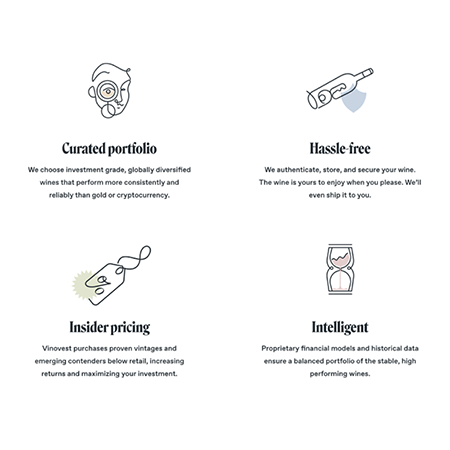 Curated portfolio
We choose investment grade, globally diversified
wines that perform more consistently and
reliably than gold or cryptocurrency.
Hassle-free
We authenticate, store, and secure your wine.
The wine is yours to enjoy when you please. We'll
even ship it to you.
Insider pricing
Vinovest purchases proven vintages and
emerging contenders below retail, increasing
returns and maximizing your investment.
Intelligent
Proprietary financial models and historical data
ensure a balanced portfolio of the stable, high
performing wines.